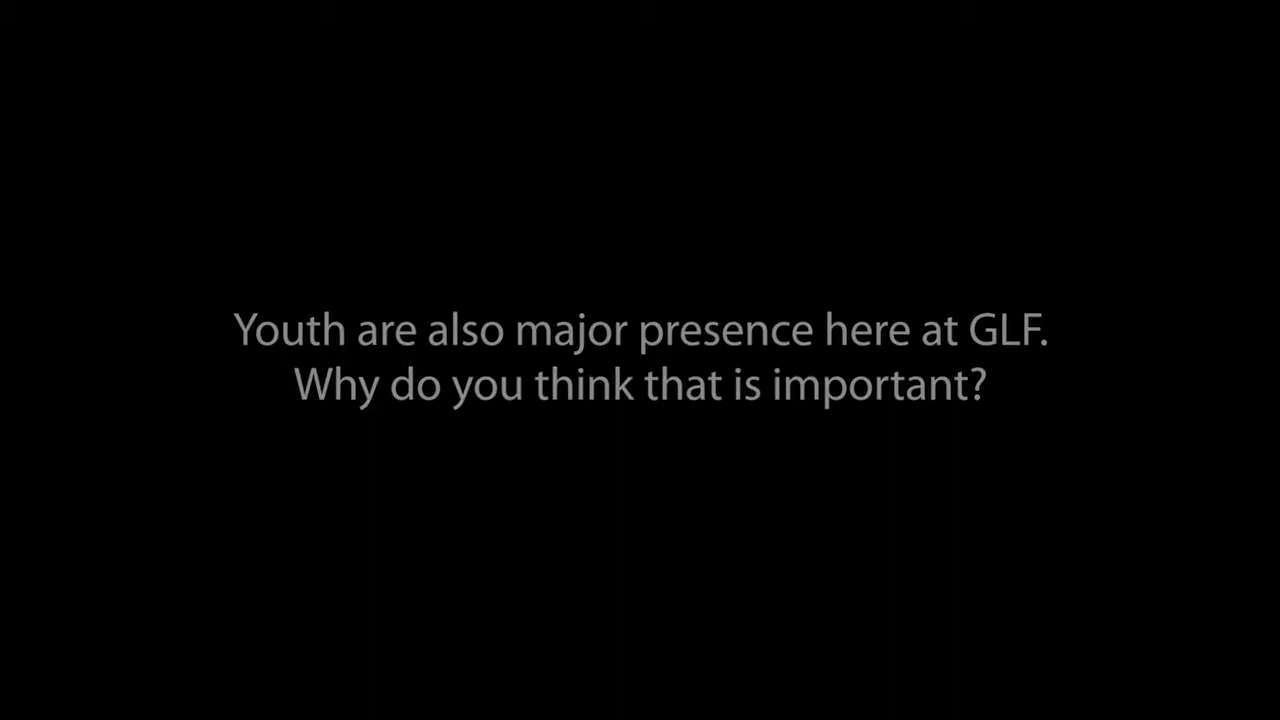 Youth are also major presence here at GLF.
Why do you think that is important?